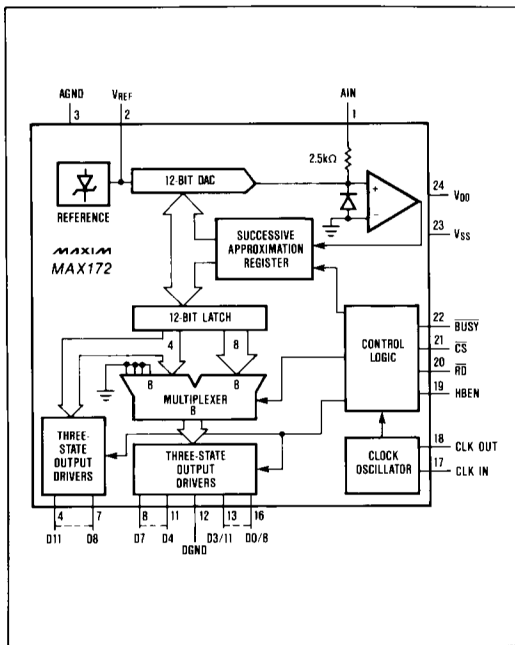 AGND
VREF
AIN
3
2
1
2.5kΩ
12-BIT DAC
REFERENCE
+
−
24
VDD
23
VSS
MAXIM
MAX172
SUCCESSIVE
APPROXIMATION
REGISTER
12-BIT LATCH
4
8
CONTROL
LOGIC
22
BUSY
21
CS
20
RD
19
HBEN
8
8
MULTIPLEXER
8
THREE-STATE
OUTPUT
DRIVERS
THREE-STATE
OUTPUT
DRIVERS
CLOCK
OSCILLATOR
18
CLK OUT
17
CLK IN
4
7
8
11
12
13
16
D11
D8
D7
D4
DGND
D3/11
D0/8